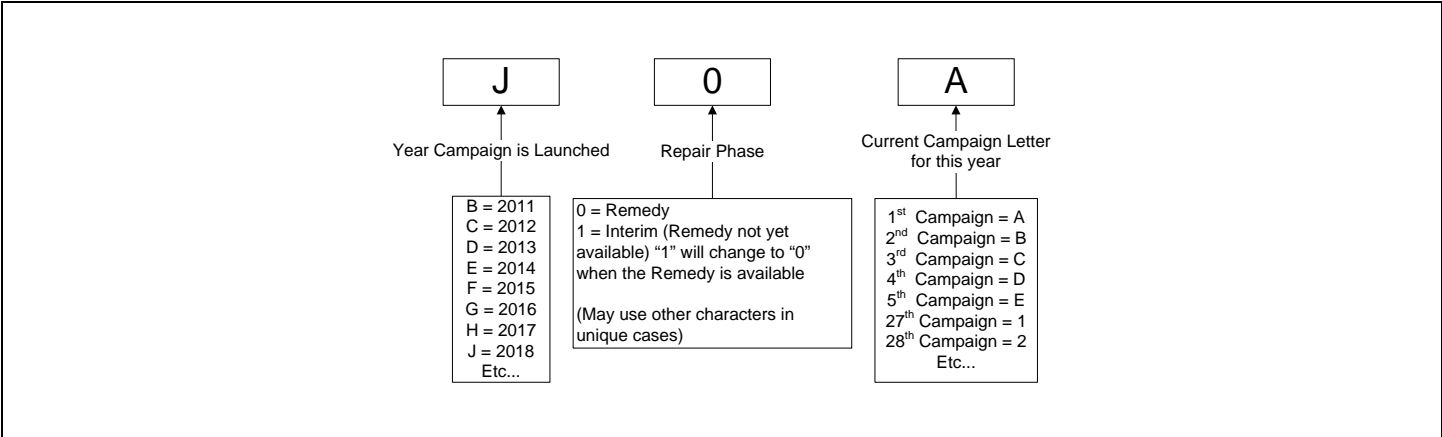 J
0
A
Year Campaign is Launched
Repair Phase
Current Campaign Letter
for this year
B = 2011
C = 2012
D = 2013
E = 2014
F = 2015
G = 2016
H = 2017
J = 2018
Etc...
0 = Remedy
1 = Interim (Remedy not yet
available) “1” will change to “0”
when the Remedy is available
(May use other characters in
unique cases)
1st Campaign = A
2nd Campaign = B
3rd Campaign = C
4th Campaign = D
5th Campaign = E
27th Campaign = 1
28th Campaign = 2
Etc...